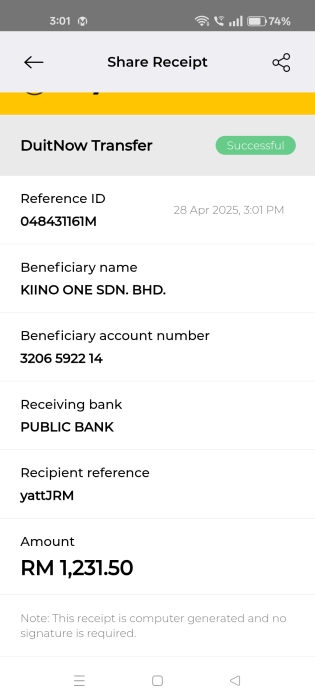 3:01
74%
Share Receipt
DuitNow Transfer
Successful
Reference ID
048431161M
28 Apr 2025, 3:01 PM
Beneficiary name
KIINO ONE SDN. BHD.
Beneficiary account number
3206 5922 14
Receiving bank
PUBLIC BANK
Recipient reference
yattJRM
Amount
RM 1,231.50
Note: This receipt is computer generated and no
signature is required.